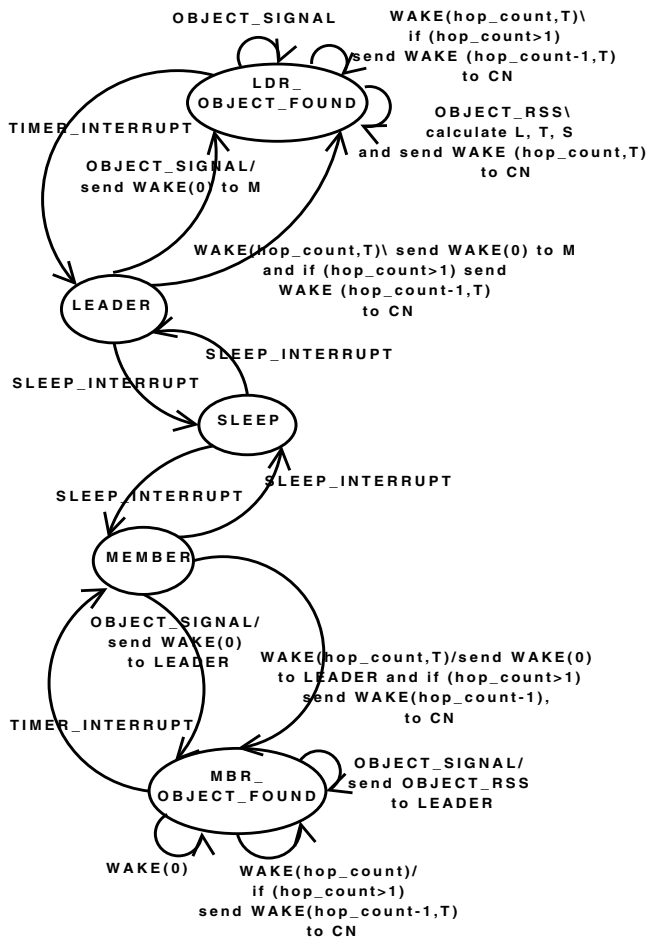 OBJECT_SIGNAL
WAKE(hop_count,T)\
if (hop_count>1)
send WAKE (hop_count-1,T)
to CN
LDR_
OBJECT_FOUND
OBJECT_RSS\
calculate L, T, S
and send WAKE (hop_count,T)
to CN
TIMER_INTERRUPT
OBJECT_SIGNAL/
send WAKE(0) to M
WAKE(hop_count,T)\ send WAKE(0) to M
and if (hop_count>1) send
WAKE (hop_count-1,T)
to CN
LEADER
SLEEP_INTERRUPT
SLEEP_INTERRUPT
SLEEP
SLEEP_INTERRUPT
SLEEP_INTERRUPT
MEMBER
OBJECT_SIGNAL/
send WAKE(0)
to LEADER
WAKE(hop_count,T)/send WAKE(0)
to LEADER and if (hop_count>1)
send WAKE(hop_count-1),
to CN
TIMER_INTERRUPT
MBR_
OBJECT_FOUND
OBJECT_SIGNAL/
send OBJECT_RSS
to LEADER
WAKE(0)
WAKE(hop_count)/
if (hop_count>1)
send WAKE(hop_count-1,T)
to CN